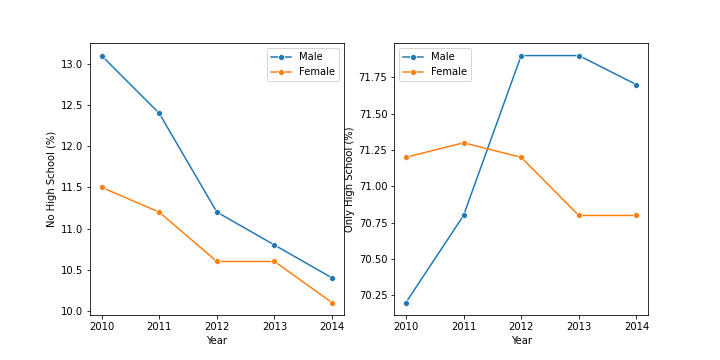 No High School (%)
13.0
12.5
12.0
11.5
11.0
10.5
10.0
2010 2011 2012 2013 2014
Year
Male
Female
Only High School (%)
71.75
71.50
71.25
71.00
70.75
70.50
70.25
2010 2011 2012 2013 2014
Year
Male
Female